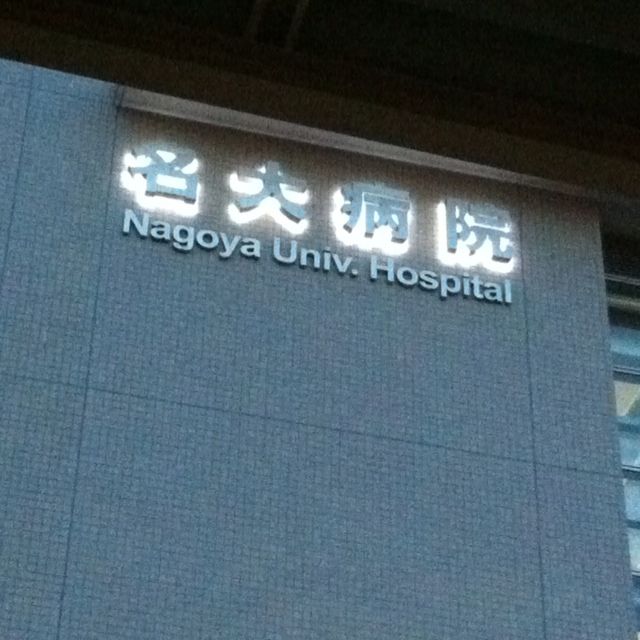 名大病院
Nagoya Univ. Hospital